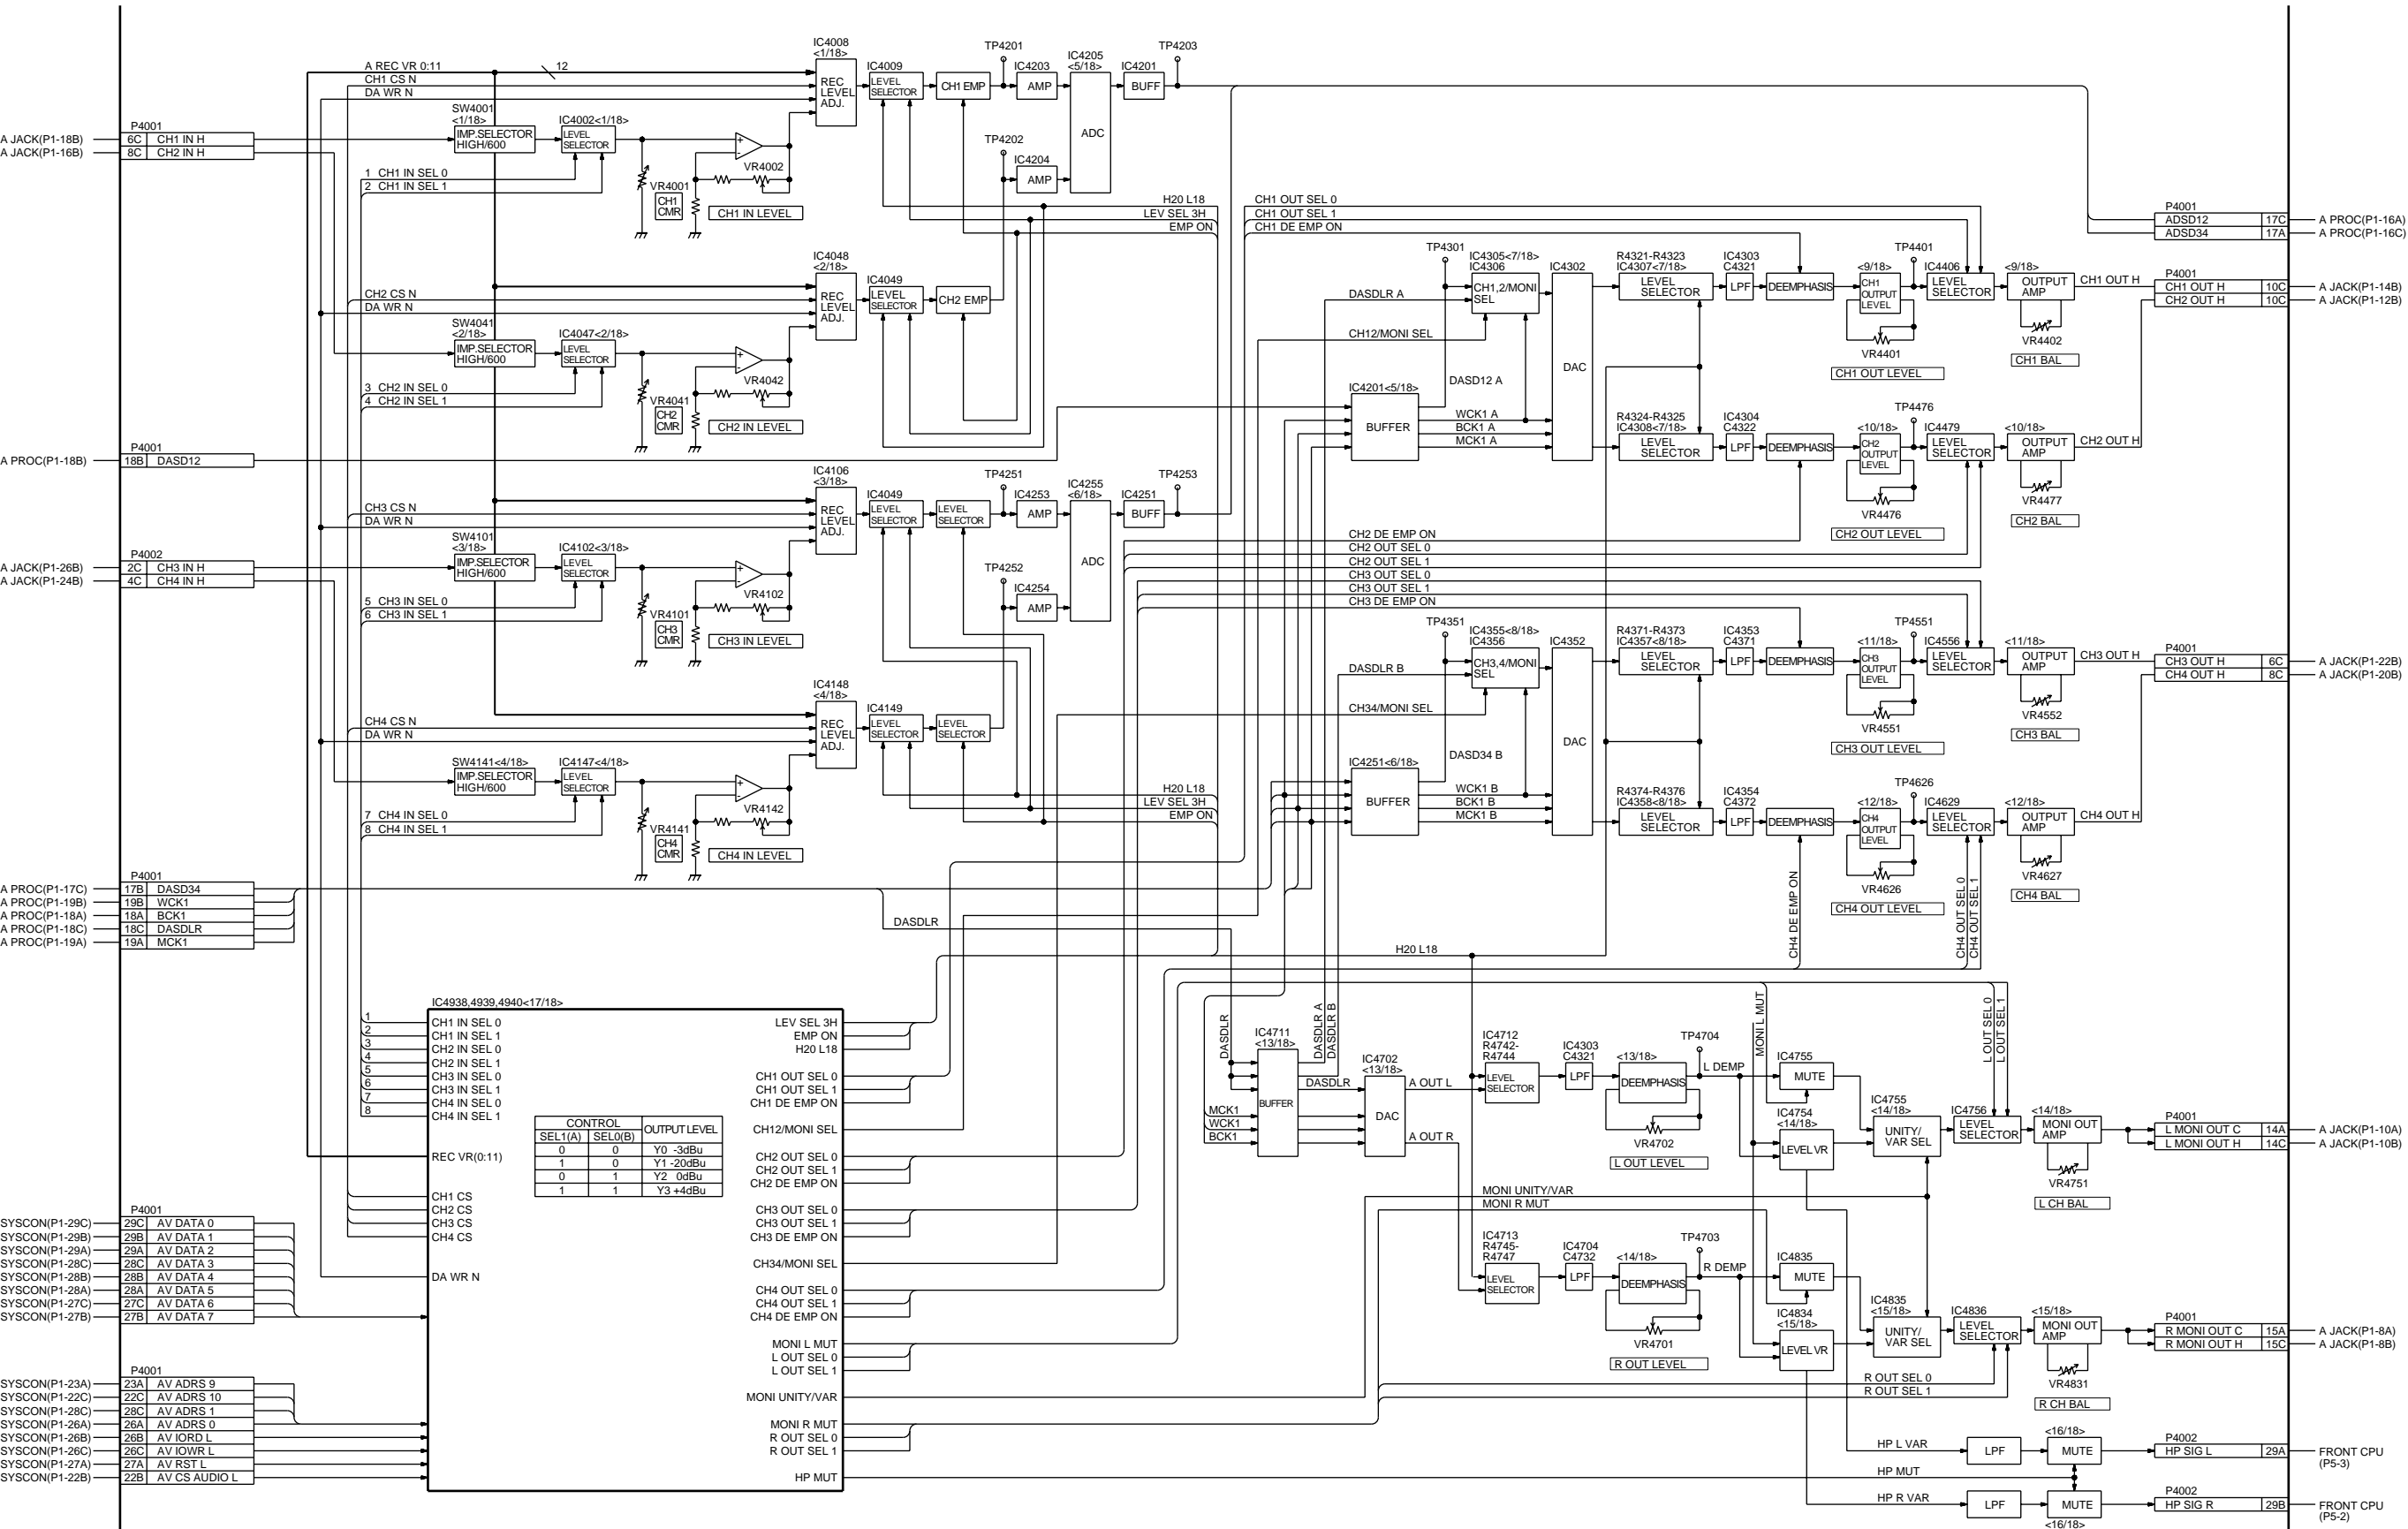 A JACK(P1-18B)
A JACK(P1-16B)
P4001
6C CH1 IN H
8C CH2 IN H
A REC VR 0:11
12
CH1 CS N
DA WR N
SW4001
<1/18>
IMP.SELECTOR
HIGH/600
IC4002<1/18>
LEVEL
SELECTOR
1 CH1 IN SEL 0
2 CH1 IN SEL 1
VR4001
CH1
CMR
+
-
VR4002
CH1 IN LEVEL
IC4008
<1/18>
REC
LEVEL
ADJ.
IC4009
LEVEL
SELECTOR
CH1 EMP
TP4201
IC4203
AMP
IC4205
<5/18>
ADC
IC4201
BUFF
TP4203
TP4202
IC4204
AMP
H20 L18
LEV SEL 3H
EMP ON
CH2 CS N
DA WR N
SW4041
<2/18>
IMP.SELECTOR
HIGH/600
IC4047<2/18>
LEVEL
SELECTOR
3 CH2 IN SEL 0
4 CH2 IN SEL 1
VR4041
CH2
CMR
+
-
VR4042
CH2 IN LEVEL
IC4048
<2/18>
REC
LEVEL
ADJ.
IC4049
LEVEL
SELECTOR
CH2 EMP
A PROC(P1-18B)
P4001
18B DASD12
A JACK(P1-26B)
A JACK(P1-24B)
P4002
2C CH3 IN H
4C CH4 IN H
CH3 CS N
DA WR N
SW4101
<3/18>
IMP.SELECTOR
HIGH/600
IC4102<3/18>
LEVEL
SELECTOR
5 CH3 IN SEL 0
6 CH3 IN SEL 1
VR4101
CH3
CMR
+
-
VR4102
CH3 IN LEVEL
IC4106
<3/18>
REC
LEVEL
ADJ.
IC4049
LEVEL
SELECTOR
LEVEL
SELECTOR
TP4251
IC4253
AMP
IC4255
<6/18>
ADC
IC4251
BUFF
TP4253
TP4252
IC4254
AMP
CH4 CS N
DA WR N
SW4141<4/18>
IMP.SELECTOR
HIGH/600
IC4147<4/18>
LEVEL
SELECTOR
7 CH4 IN SEL 0
8 CH4 IN SEL 1
VR4141
CH4
CMR
+
-
VR4142
CH4 IN LEVEL
IC4148
<4/18>
REC
LEVEL
ADJ.
IC4149
LEVEL
SELECTOR
LEVEL
SELECTOR
H20 L18
LEV SEL 3H
EMP ON
A PROC(P1-17C)
A PROC(P1-19B)
A PROC(P1-18A)
A PROC(P1-18C)
A PROC(P1-19A)
P4001
17B DASD34
19B WCK1
18A BCK1
18C DASDLR
19A MCK1
DASDLR
CH1 OUT SEL 0
CH1 OUT SEL 1
CH1 DE EMP ON
TP4301
DASDLR A
CH12/MONI SEL
IC4305<7/18>
IC4306
CH1,2/MONI
SEL
IC4302
DAC
DASD12 A
IC4201<5/18>
BUFFER
WCK1 A
BCK1 A
MCK1 A
R4321-R4323
IC4307<7/18>
LEVEL
SELECTOR
IC4303
C4321
LPF
DEEMPHASIS
<9/18>
CH1
OUTPUT
LEVEL
VR4401
CH1 OUT LEVEL
TP4401
IC4406
LEVEL
SELECTOR
<9/18>
OUTPUT
AMP
VR4402
CH1 BAL
CH1 OUT H
R4324-R4325
IC4308<7/18>
LEVEL
SELECTOR
IC4304
C4322
LPF
DEEMPHASIS
<10/18>
CH2
OUTPUT
LEVEL
VR4476
CH2 OUT LEVEL
TP4476
IC4479
LEVEL
SELECTOR
<10/18>
OUTPUT
AMP
VR4477
CH2 BAL
CH2 OUT H
P4001
ADSD12 17C
ADSD34 17A
A PROC(P1-16A)
A PROC(P1-16C)
P4001
CH1 OUT H 10C
CH2 OUT H 10C
A JACK(P1-14B)
A JACK(P1-12B)
CH2 DE EMP ON
CH2 OUT SEL 0
CH2 OUT SEL 1
CH3 OUT SEL 0
CH3 OUT SEL 1
CH3 DE EMP ON
TP4351
DASDLR B
CH34/MONI SEL
IC4355<8/18>
IC4356
CH3,4/MONI
SEL
IC4352
DAC
DASD34 B
IC4251<6/18>
BUFFER
WCK1 B
BCK1 B
MCK1 B
R4371-R4373
IC4357<8/18>
LEVEL
SELECTOR
IC4353
C4371
LPF
DEEMPHASIS
<11/18>
CH3
OUTPUT
LEVEL
VR4551
CH3 OUT LEVEL
TP4551
IC4556
LEVEL
SELECTOR
<11/18>
OUTPUT
AMP
VR4552
CH3 BAL
CH3 OUT H
P4001
CH3 OUT H 6C
CH4 OUT H 8C
A JACK(P1-22B)
A JACK(P1-20B)
R4374-R4376
IC4358<8/18>
LEVEL
SELECTOR
IC4354
C4372
LPF
DEEMPHASIS
<12/18>
CH4
OUTPUT
LEVEL
VR4626
CH4 OUT LEVEL
TP4626
IC4629
LEVEL
SELECTOR
<12/18>
OUTPUT
AMP
VR4627
CH4 BAL
CH4 OUT H
CH4 DE EMP ON
CH4 OUT SEL 0
CH4 OUT SEL 1
H20 L18
IC4938,4939,4940<17/18>
1
2
3
4
5
6
7
8
CH1 IN SEL 0
CH1 IN SEL 1
CH2 IN SEL 0
CH2 IN SEL 1
CH3 IN SEL 0
CH3 IN SEL 1
CH4 IN SEL 0
CH4 IN SEL 1
REC VR(0:11)
CH1 CS
CH2 CS
CH3 CS
CH4 CS
DA WR N
CONTROL OUTPUT LEVEL
SEL1(A) SEL0(B)
0 0 Y0 -3dBu
1 0 Y1 -20dBu
0 1 Y2 0dBu
1 1 Y3 +4dBu
LEV SEL 3H
EMP ON
H20 L18
CH1 OUT SEL 0
CH1 OUT SEL 1
CH1 DE EMP ON
CH12/MONI SEL
CH2 OUT SEL 0
CH2 OUT SEL 1
CH2 DE EMP ON
CH3 OUT SEL 0
CH3 OUT SEL 1
CH3 DE EMP ON
CH34/MONI SEL
CH4 OUT SEL 0
CH4 OUT SEL 1
CH4 DE EMP ON
MONI L MUT
L OUT SEL 0
L OUT SEL 1
MONI UNITY/VAR
MONI R MUT
R OUT SEL 0
R OUT SEL 1
HP MUT
SYSCON(P1-29C)
SYSCON(P1-29B)
SYSCON(P1-29A)
SYSCON(P1-28C)
SYSCON(P1-28B)
SYSCON(P1-28A)
SYSCON(P1-27C)
SYSCON(P1-27B)
P4001
29C AV DATA 0
29B AV DATA 1
29A AV DATA 2
28C AV DATA 3
28B AV DATA 4
28A AV DATA 5
27C AV DATA 6
27B AV DATA 7
SYSCON(P1-23A)
SYSCON(P1-22C)
SYSCON(P1-28C)
SYSCON(P1-26A)
SYSCON(P1-26B)
SYSCON(P1-26C)
SYSCON(P1-27A)
SYSCON(P1-22B)
P4001
23A AV ADRS 9
22C AV ADRS 10
28C AV ADRS 1
26A AV ADRS 0
26B AV IORD L
26C AV IOWR L
27A AV RST L
22B AV CS AUDIO L
DASDLR
DASDLR A
DASDLR B
IC4711
<13/18>
BUFFER
MCK1
WCK1
BCK1
DASDLR
IC4702
<13/18>
DAC
A OUT L
A OUT R
IC4712
R4742-
R4744
LEVEL
SELECTOR
IC4303
C4321
LPF
<13/18>
DEEMPHASIS
VR4702
L OUT LEVEL
TP4704
L DEMP
MONI L MUT
IC4755
MUTE
IC4754
<14/18>
LEVEL VR
IC4755
<14/18>
UNITY/
VAR SEL
L OUT SEL 0
L OUT SEL 1
IC4756
LEVEL
SELECTOR
<14/18>
MONI OUT
AMP
VR4751
L CH BAL
P4001
L MONI OUT C 14A
L MONI OUT H 14C
A JACK(P1-10A)
A JACK(P1-10B)
MONI UNITY/VAR
MONI R MUT
IC4713
R4745-
R4747
LEVEL
SELECTOR
IC4704
C4732
LPF
<14/18>
DEEMPHASIS
VR4701
R OUT LEVEL
TP4703
R DEMP
IC4835
MUTE
IC4834
<15/18>
LEVEL VR
IC4835
<15/18>
UNITY/
VAR SEL
IC4836
LEVEL
SELECTOR
<15/18>
MONI OUT
AMP
VR4831
R CH BAL
P4001
R MONI OUT C 15A
R MONI OUT H 15C
A JACK(P1-8A)
A JACK(P1-8B)
R OUT SEL 0
R OUT SEL 1
HP L VAR
LPF
<16/18>
MUTE
P4002
HP SIG L 29A
FRONT CPU
(P5-3)
HP MUT
HP R VAR
LPF
MUTE
<16/18>
P4002
HP SIG R 29B
FRONT CPU
(P5-2)